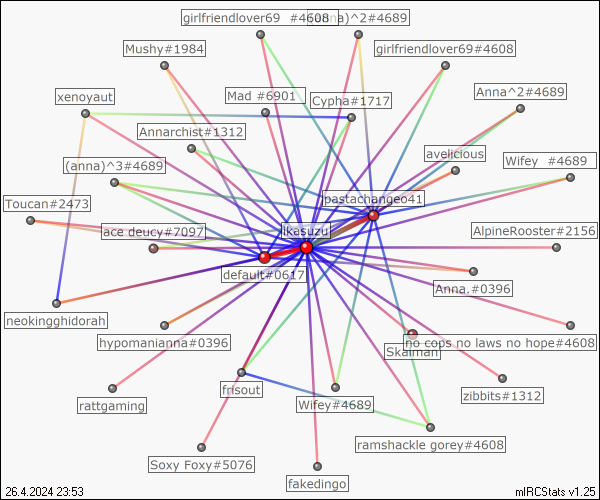 girlfriendlover69 #4608
)^2#4689
Mushy#1984
girlfriendlover69#4608
xenoyaut
Mad #6901
Cypha#1717
Anna^2#4689
Annarchist#1312
avelicious
(anna)^3#4689
Wifey #4689
Toucan#2473
pastachangeo41
ace deucy#7097
ikasuzu
AlpineRooster#2156
default#0617
Anna.#0396
neokingghidorah
hypomanianna#0396
no cops no laws no hope#4608
Skaiman
frisout
rattgaming
Wifey#4689
zibbits#1312
ramshackle gorey#4608
Soxy Foxy#5076
fakedingo
26.4.2024 23:53
mIRCStats v1.25